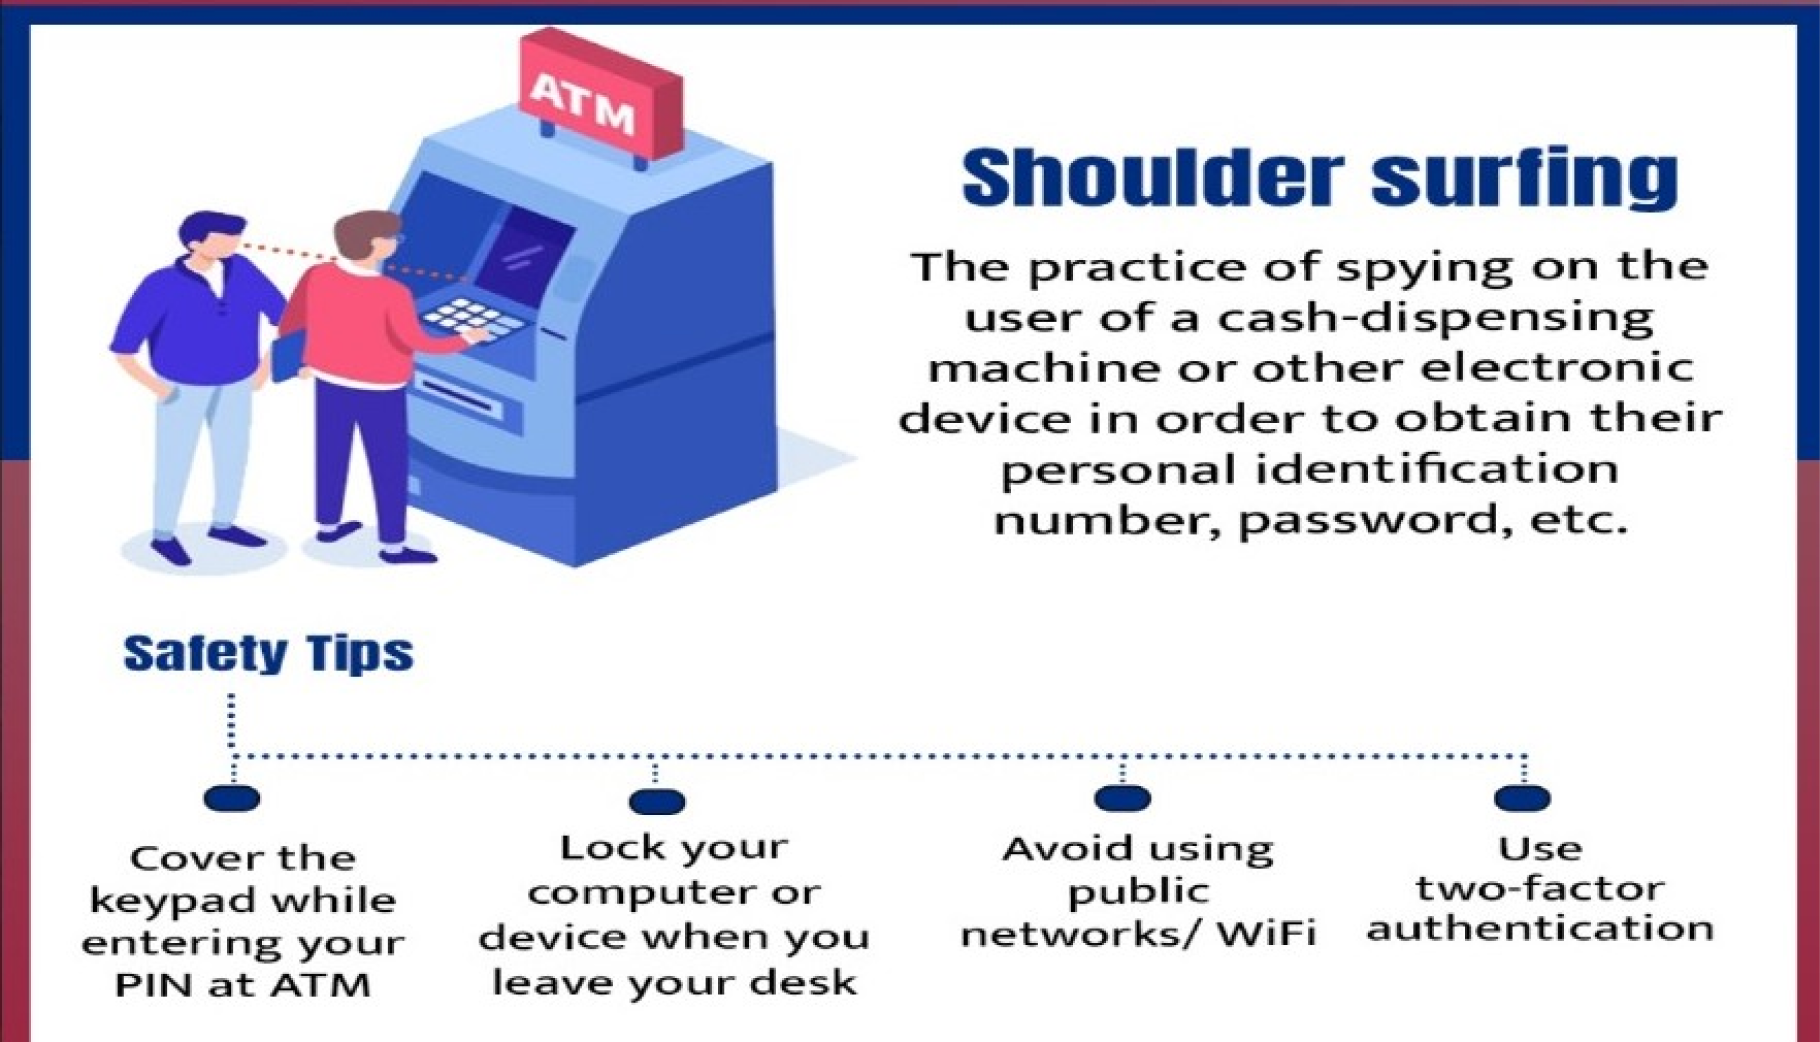 ATM
Shoulder surfing
The practice of spying on the
user of a cash-dispensing
machine or other electronic
device in order to obtain their
personal identification
number, password, etc.
Safety Tips
Cover the
keypad while
entering your
PIN at ATM
Lock your
computer or
device when you
leave your desk
Avoid using
public
networks/ WiFi
Use
two-factor
authentication